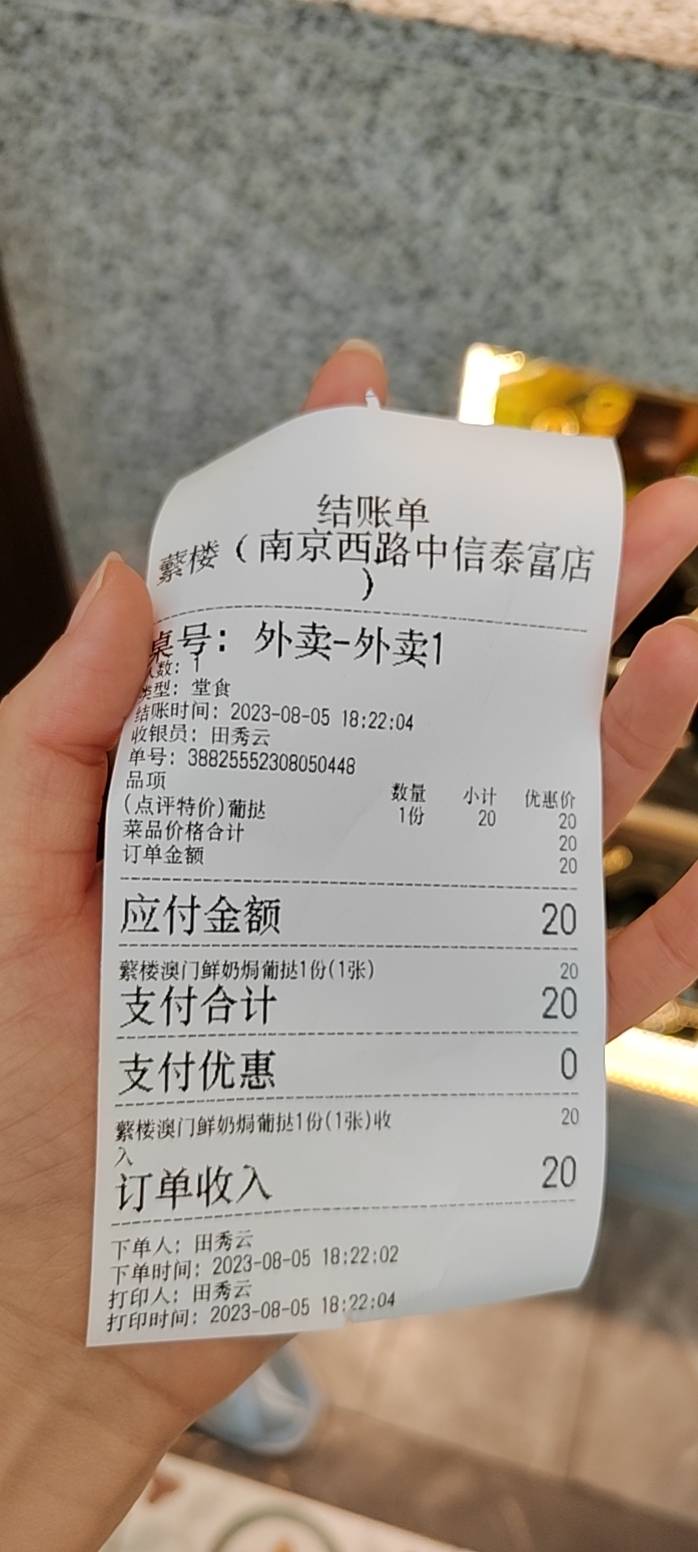 结账单
蘩楼（南京西路中信泰富店
）
桌号：外卖-外卖1
人数：1
类型：堂食
结账时间：2023-08-05 18:22:04
收银员：田秀云
单号：38825552308050448
品项 数量 小计 优惠价
(点评特价)葡挞 1份 20 20
菜品价格合计 20
订单金额 20
应付金额 20
蘩楼澳门鲜奶焗葡挞1份(1张) 20
支付合计 20
支付优惠 0
蘩楼澳门鲜奶焗葡挞1份(1张)收 20
入
订单收入 20
下单人：田秀云
下单时间：2023-08-05 18:22:02
打印人：田秀云
打印时间：2023-08-05 18:22:04